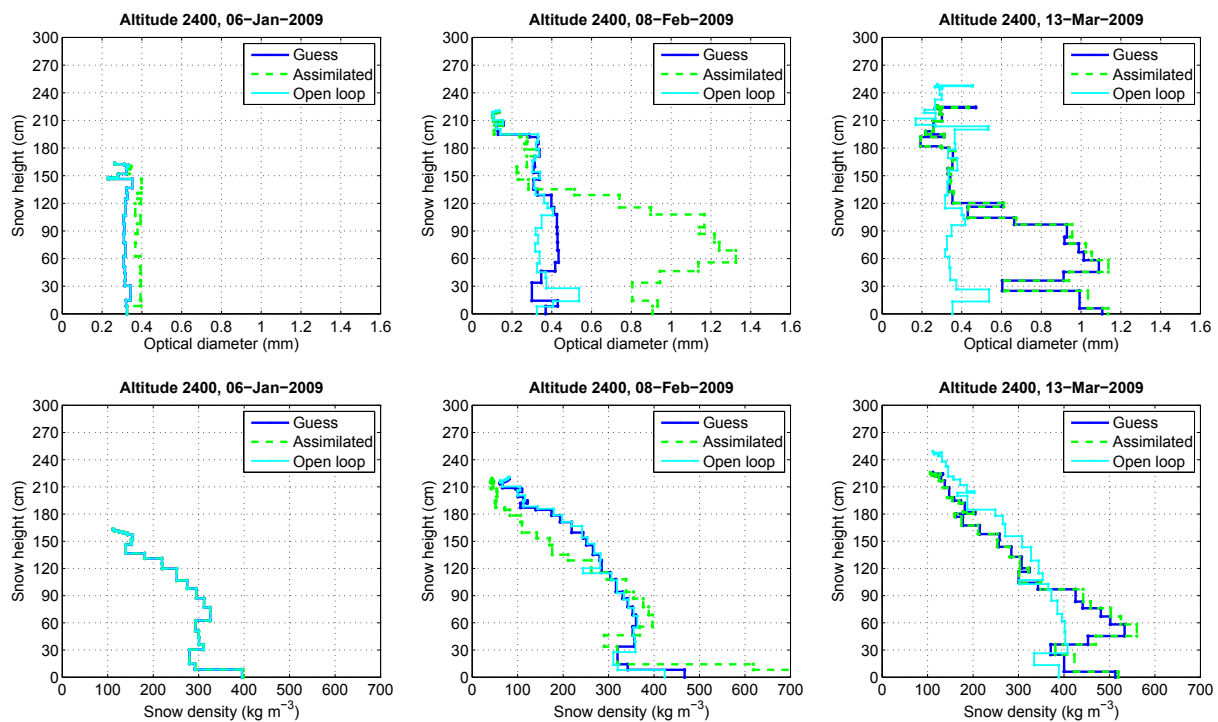 Altitude 2400, 06−Jan−2009
300
270
240
210
180
150
120
90
60
30
0
Snow height (cm)
Guess
Assimilated
Open loop
0 0.2 0.4 0.6 0.8 1 1.2 1.4 1.6
Optical diameter (mm)
Altitude 2400, 08−Feb−2009
300
270
240
210
180
150
120
90
60
30
0
Snow height (cm)
Guess
Assimilated
Open loop
0 0.2 0.4 0.6 0.8 1 1.2 1.4 1.6
Optical diameter (mm)
Altitude 2400, 13−Mar−2009
300
270
240
210
180
150
120
90
60
30
0
Snow height (cm)
Guess
Assimilated
Open loop
0 0.2 0.4 0.6 0.8 1 1.2 1.4 1.6
Optical diameter (mm)
Altitude 2400, 06−Jan−2009
300
270
240
210
180
150
120
90
60
30
0
Snow height (cm)
Guess
Assimilated
Open loop
0 100 200 300 400 500 600 700
Snow density (kg m⁻³)
Altitude 2400, 08−Feb−2009
300
270
240
210
180
150
120
90
60
30
0
Snow height (cm)
Guess
Assimilated
Open loop
0 100 200 300 400 500 600 700
Snow density (kg m⁻³)
Altitude 2400, 13−Mar−2009
300
270
240
210
180
150
120
90
60
30
0
Snow height (cm)
Guess
Assimilated
Open loop
0 100 200 300 400 500 600 700
Snow density (kg m⁻³)